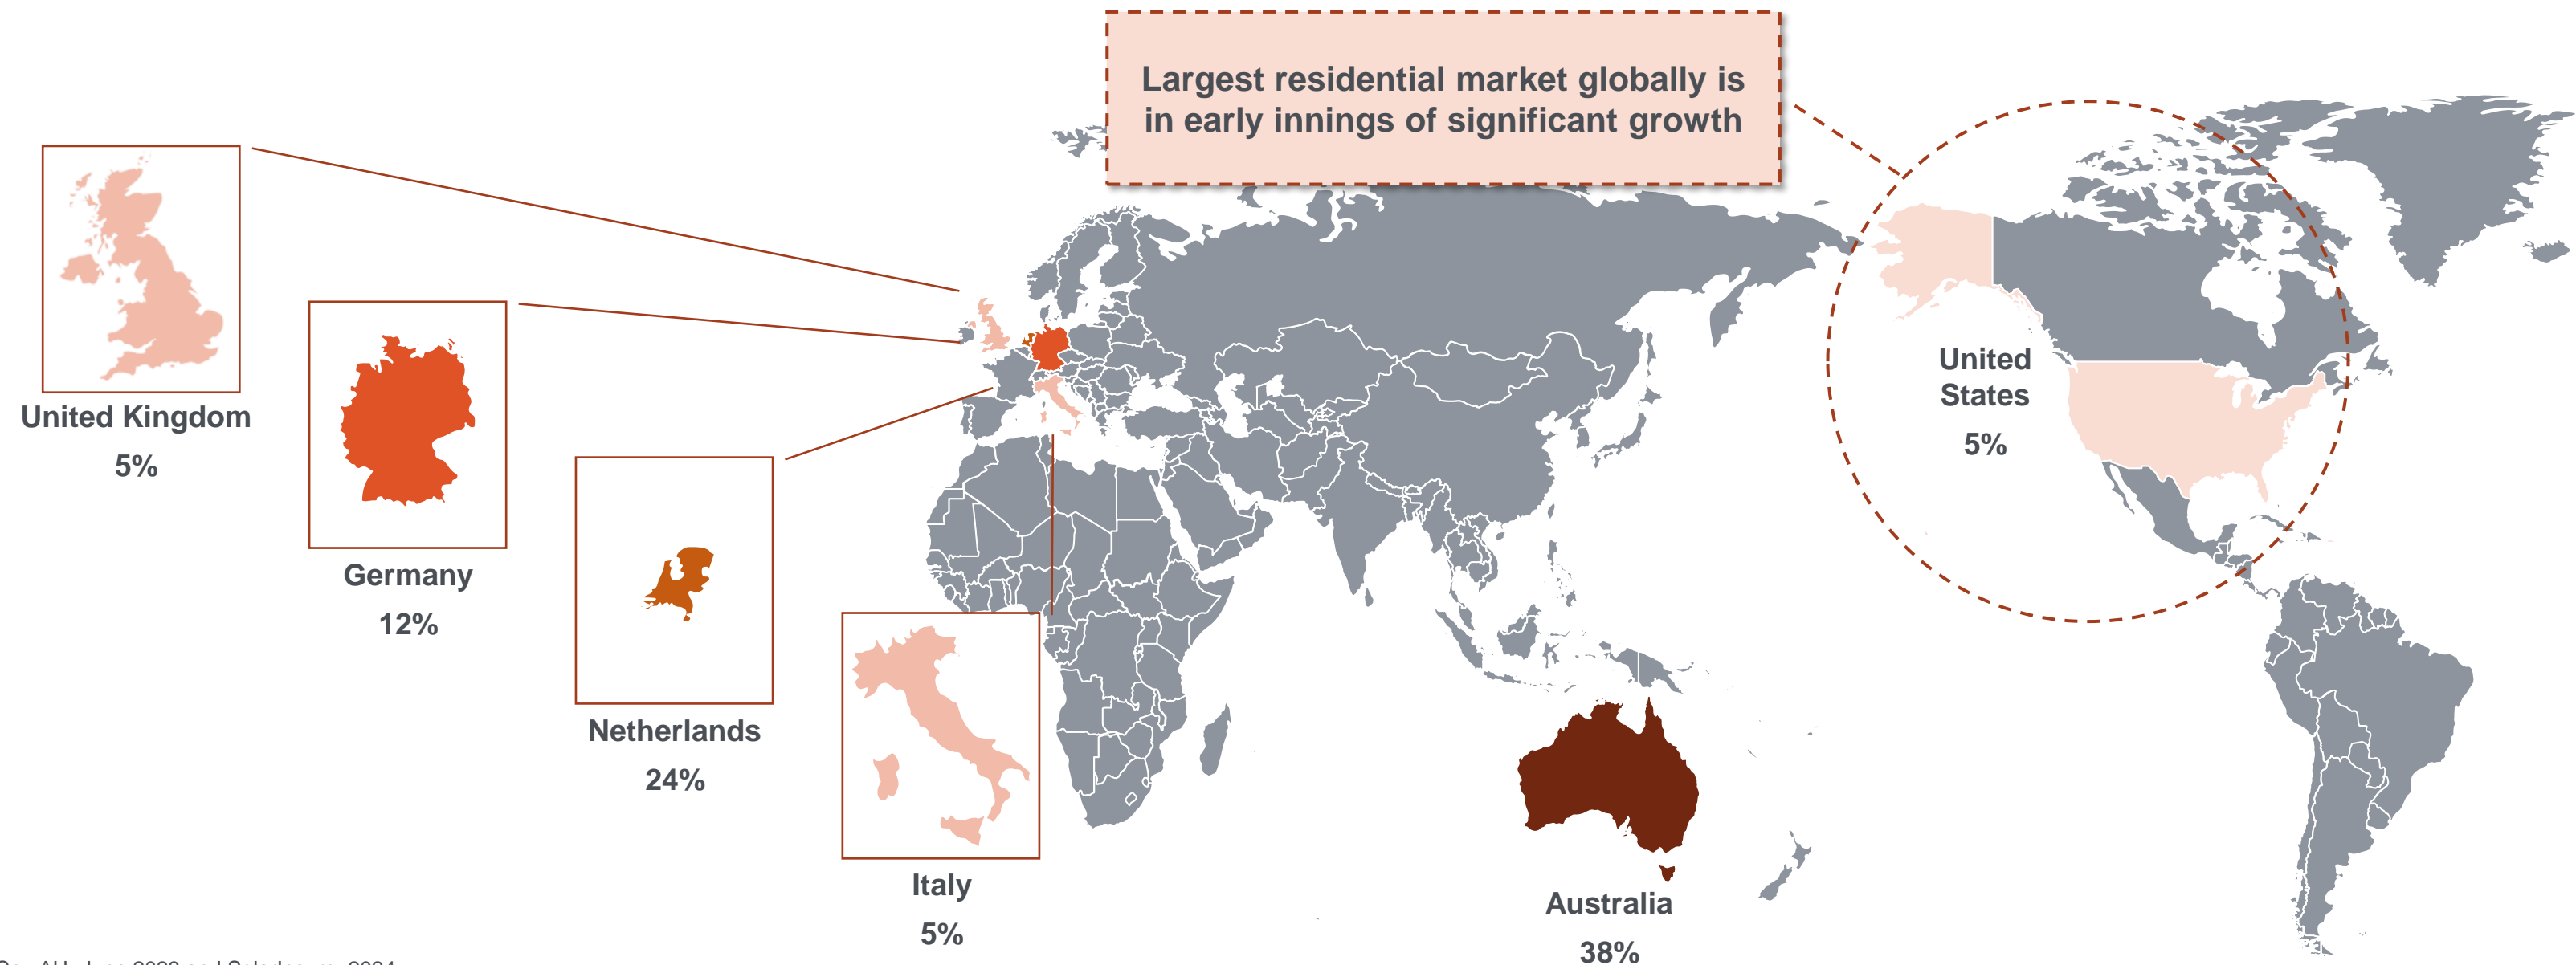 Largest residential market globally is
in early innings of significant growth
United Kingdom
5%
Germany
12%
Netherlands
24%
Italy
5%
Australia
38%
United
States
5%